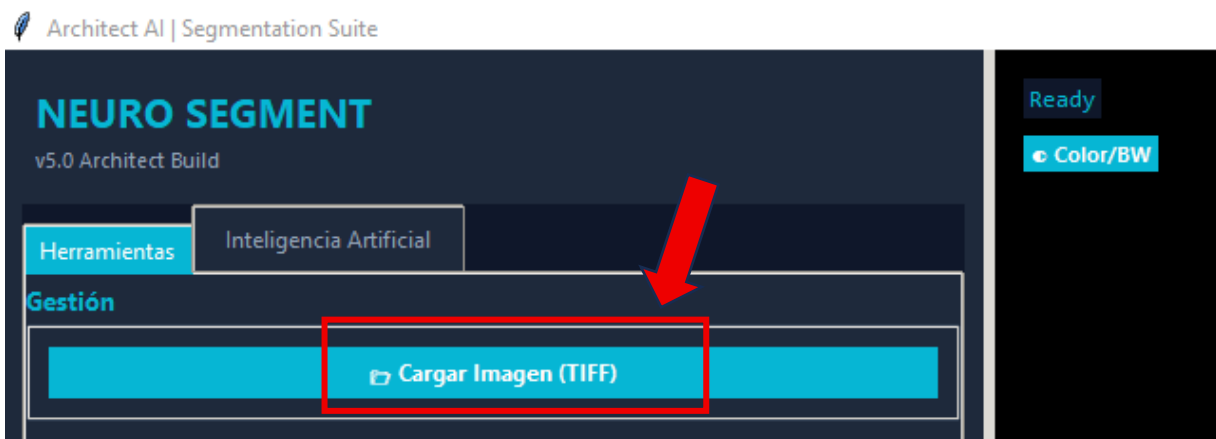 Architect AI | Segmentation Suite
NEURO SEGMENT
v5.0 Architect Build
Herramientas
Inteligencia Artificial
Gestión
Cargar Imagen (TIFF)
Ready
Color/BW